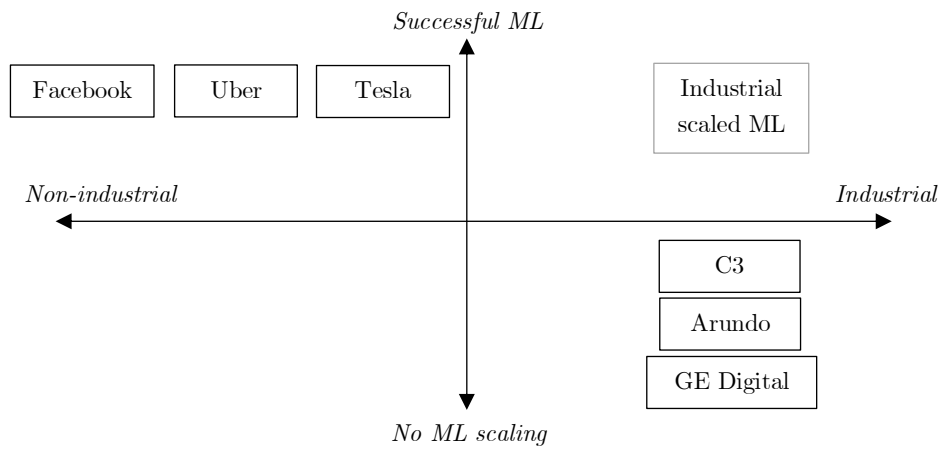 Successful ML
Facebook
Uber
Tesla
Industrial
scaled ML
Non-industrial
Industrial
C3
Arundo
GE Digital
No ML scaling